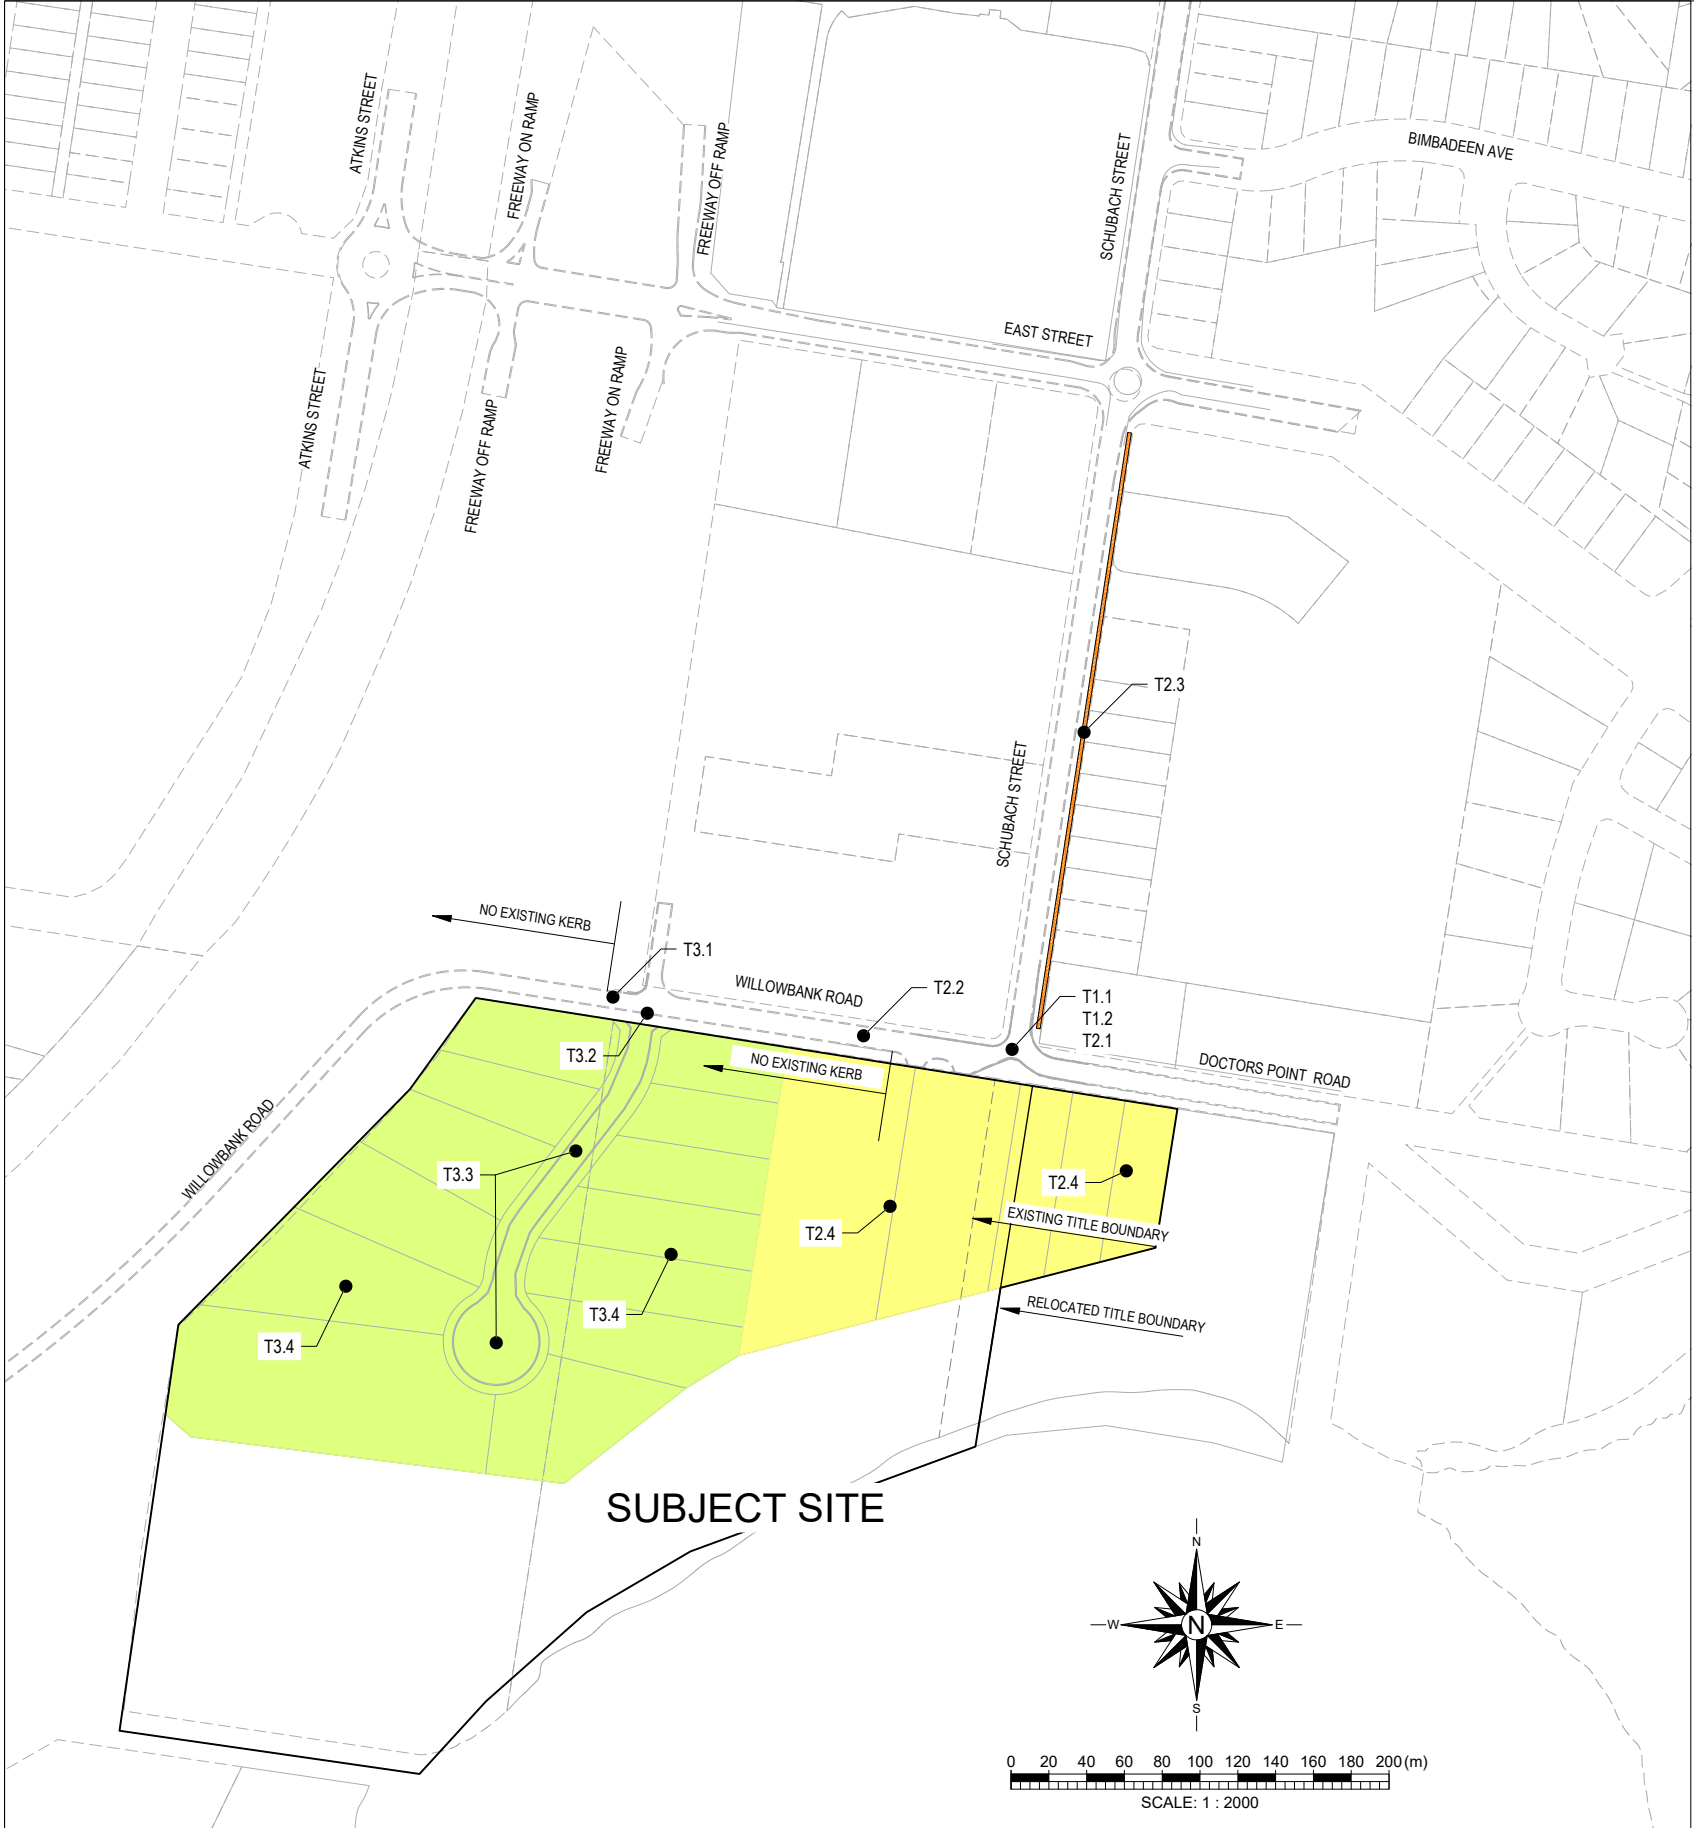 ATKINS STREET
FREEWAY ON RAMP
FREEWAY OFF RAMP
SCHUBACH STREET
BIMBADEEN AVE
EAST STREET
ATKINS STREET
FREEWAY OFF RAMP
FREEWAY ON RAMP
T2.3
SCHUBACH STREET
NO EXISTING KERB
T3.1
WILLOWBANK ROAD
T2.2
T1.1
T1.2
T2.1
T3.2
NO EXISTING KERB
DOCTORS POINT ROAD
WILLOWBANK ROAD
T3.3
T2.4
T2.4
EXISTING TITLE BOUNDARY
T3.4
T3.4
RELOCATED TITLE BOUNDARY
SUBJECT SITE
N
W N E
S
0 20 40 60 80 100 120 140 160 180 200 (m)
SCALE: 1 : 2000